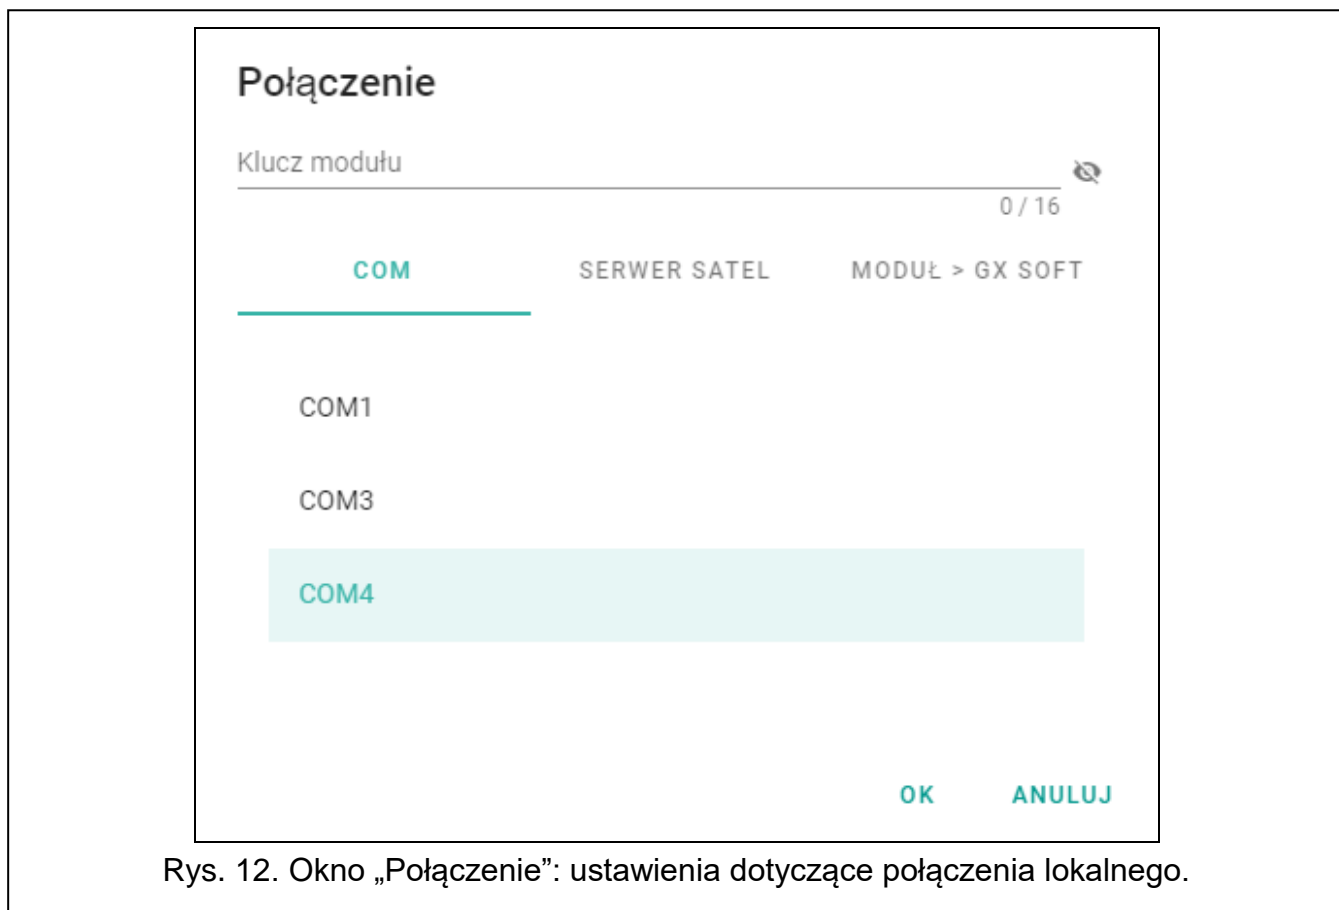 Połączenie
Klucz modułu
0 / 16
COM SERWER SATEL MODUŁ > GX SOFT
COM1
COM3
COM4
OK ANULUJ
Rys. 12. Okno „Połączenie”: ustawienia dotyczące połączenia lokalnego.